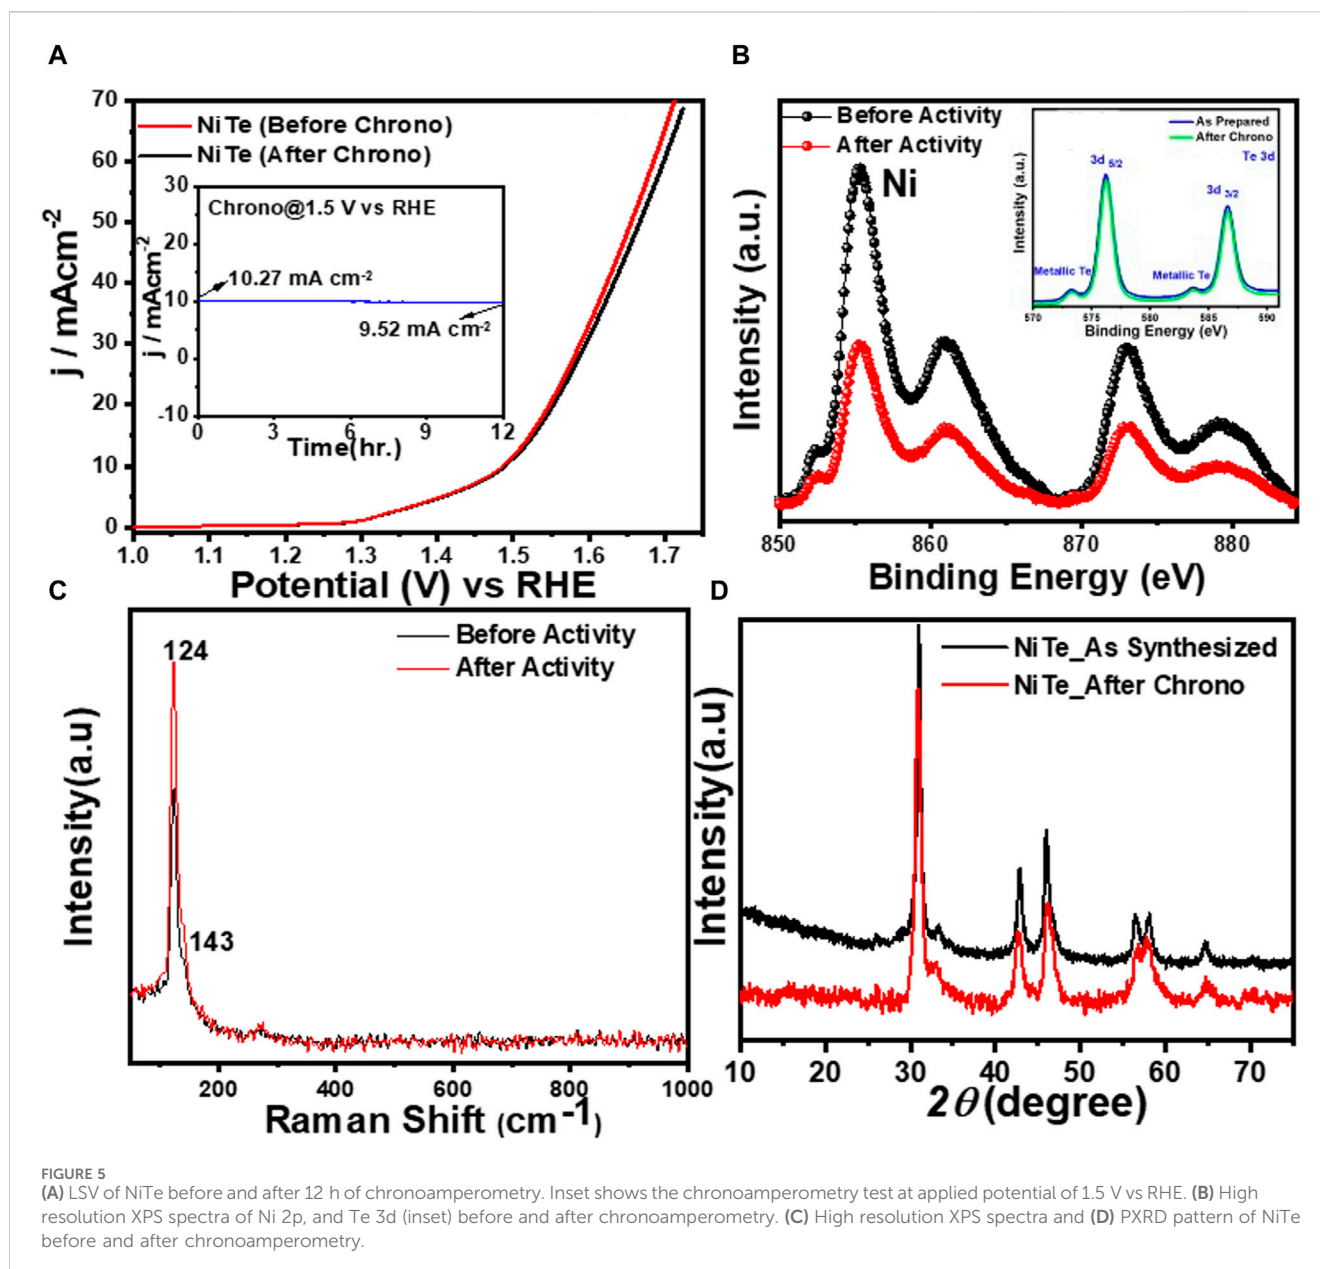 A
70
60
50
40
30
20
10
0
j / mAcm-2
NiTe (Before Chrono)
NiTe (After Chrono)
30
20
10
0
-10
j / mAcm-2
Chrono@1.5 V vs RHE
10.27 mA cm-2
9.52 mA cm-2
0 3 6 9 12
Time(hr.)
1.0 1.1 1.2 1.3 1.4 1.5 1.6 1.7
Potential (V) vs RHE
B
Before Activity
After Activity
Ni
Intensity (a.u.)
As Prepared
After Chrono
Te 3d
3d 5/2
3d 3/2
Metallic Te
Metallic Te
Intensity (a.u.)
570 575 580 585 590
Binding Energy (eV)
850 860 870 880
Binding Energy (eV)
C
Before Activity
After Activity
124
143
Intensity(a.u)
200 400 600 800 1000
Raman Shift (cm-1)
D
NiTe_As Synthesized
NiTe_After Chrono
Intensity(a.u)
10 20 30 40 50 60 70
2θ(degree)
FIGURE 5
(A) LSV of NiTe before and after 12 h of chronoamperometry. Inset shows the chronoamperometry test at applied potential of 1.5 V vs RHE. (B) High
resolution XPS spectra of Ni 2p, and Te 3d (inset) before and after chronoamperometry. (C) High resolution XPS spectra and (D) PXRD pattern of NiTe
before and after chronoamperometry.